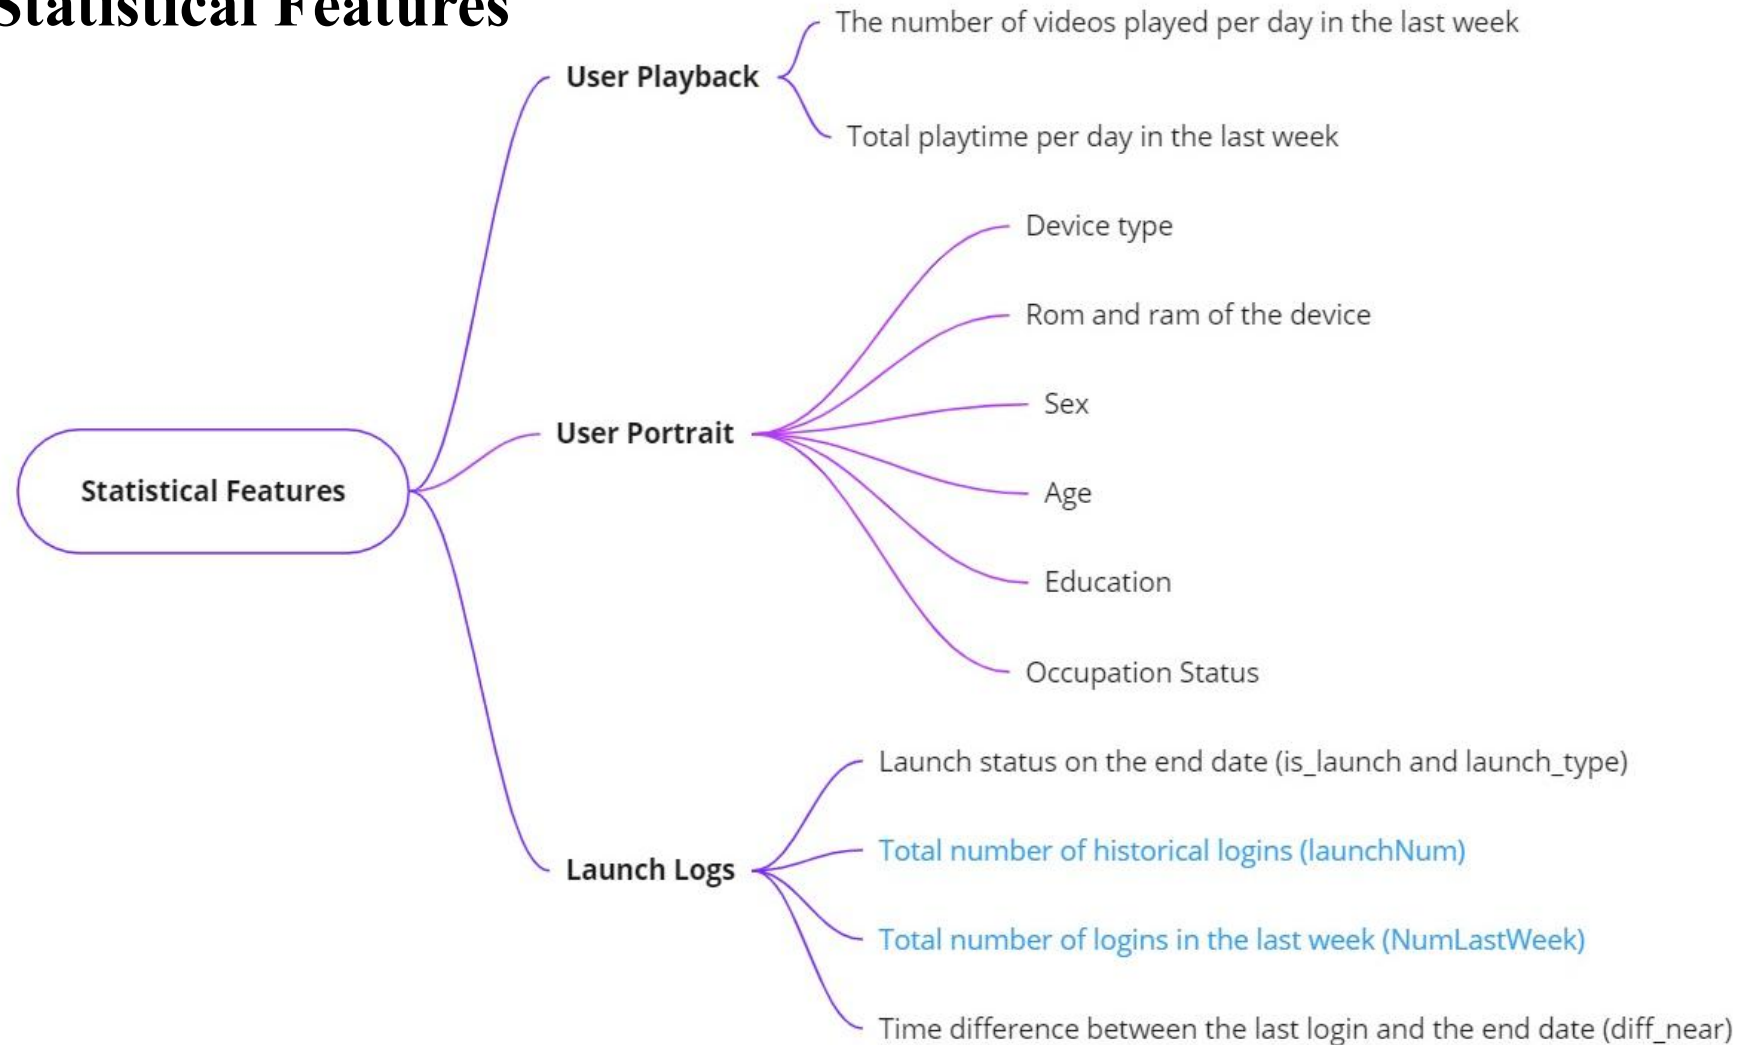 Statistical Features
User Playback
The number of videos played per day in the last week
Total playtime per day in the last week
User Portrait
Device type
Rom and ram of the device
Sex
Age
Education
Occupation Status
Statistical Features
Launch Logs
Launch status on the end date (is_launch and launch_type)
Total number of historical logins (launchNum)
Total number of logins in the last week (NumLastWeek)
Time difference between the last login and the end date (diff_near)